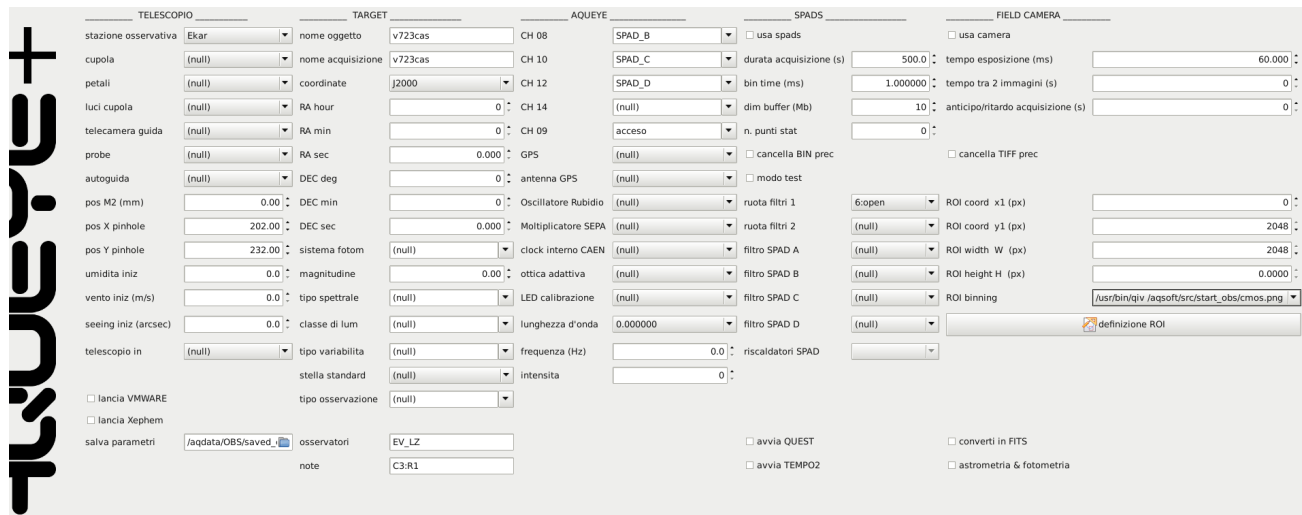 AQUEYE+
__________ TELESCOPIO ____________ __________ TARGET ____________________ __________ AQUEYE ________________ __________ SPADS _________________ __________ FIELD CAMERA __________
stazione osservativa Ekar nome oggetto v723cas CH 08 SPAD_B usa spads usa camera
cupola (null) nome acquisizione v723cas CH 10 SPAD_C durata acquisizione (s) 500.0 tempo esposizione (ms) 60.000
petali (null) coordinate J2000 CH 12 SPAD_D bin time (ms) 1.000000 tempo tra 2 immagini (s) 0
luci cupola (null) RA hour 0 CH 14 (null) dim buffer (Mb) 10 anticipo/ritardo acquisizione (s) 0
telecamera guida (null) RA min 0 CH 09 acceso n. punti stat 0
probe (null) RA sec 0.000 GPS (null) cancella BIN prec cancella TIFF prec
autoguida (null) DEC deg 0 antenna GPS (null) modo test
pos M2 (mm) 0.00 DEC min 0 Oscillatore Rubidio (null) ruota filtri 1 6:open ROI coord x1 (px) 0
pos X pinhole 202.00 DEC sec 0.000 Moltiplicatore SEPA (null) ruota filtri 2 (null) ROI coord y1 (px) 2048
pos Y pinhole 232.00 sistema fotom (null) clock interno CAEN (null) filtro SPAD A (null) ROI width W (px) 2048
umidita iniz 0.0 magnitudine 0.00 ottica adattiva (null) filtro SPAD B (null) ROI height H (px) 0.0000
vento iniz (m/s) 0.0 tipo spettrale (null) LED calibrazione (null) filtro SPAD C (null) ROI binning /usr/bin/qiv /aqsoft/src/start_obs/cmos.png
seeing iniz (arcsec) 0.0 classe di lum (null) lunghezza d'onda 0.000000 filtro SPAD D (null) definizione ROI
telescopio in (null) tipo variabilita (null) frequenza (Hz) 0.0 riscaldatori SPAD
stella standard (null) intensita 0
lancia VMWARE tipo osservazione (null)
lancia Xephem
salva parametri /aqdata/OBS/saved_ osservatori EV_LZ avvia QUEST converti in FITS
note C3:R1 avvia TEMPO2 astrometria & fotometria